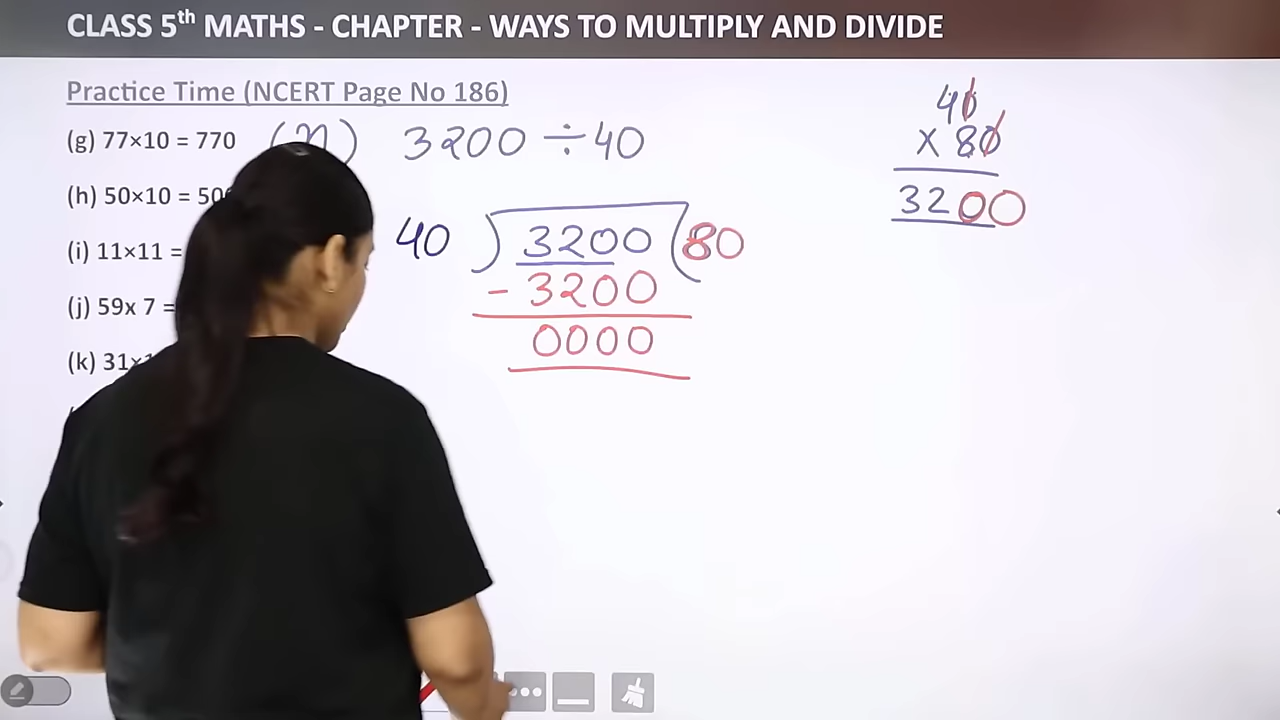 CLASS 5th MATHS - CHAPTER - WAYS TO MULTIPLY AND DIVIDE
Practice Time (NCERT Page No 186)
(g) 77×10 = 770
(n) 3200 ÷ 40
(h) 50×10 =
(i) 11×11 =
(j) 59x 7 =
(k)
40 ) 3200 ( 80
- 3200
0000
40
× 80
3200